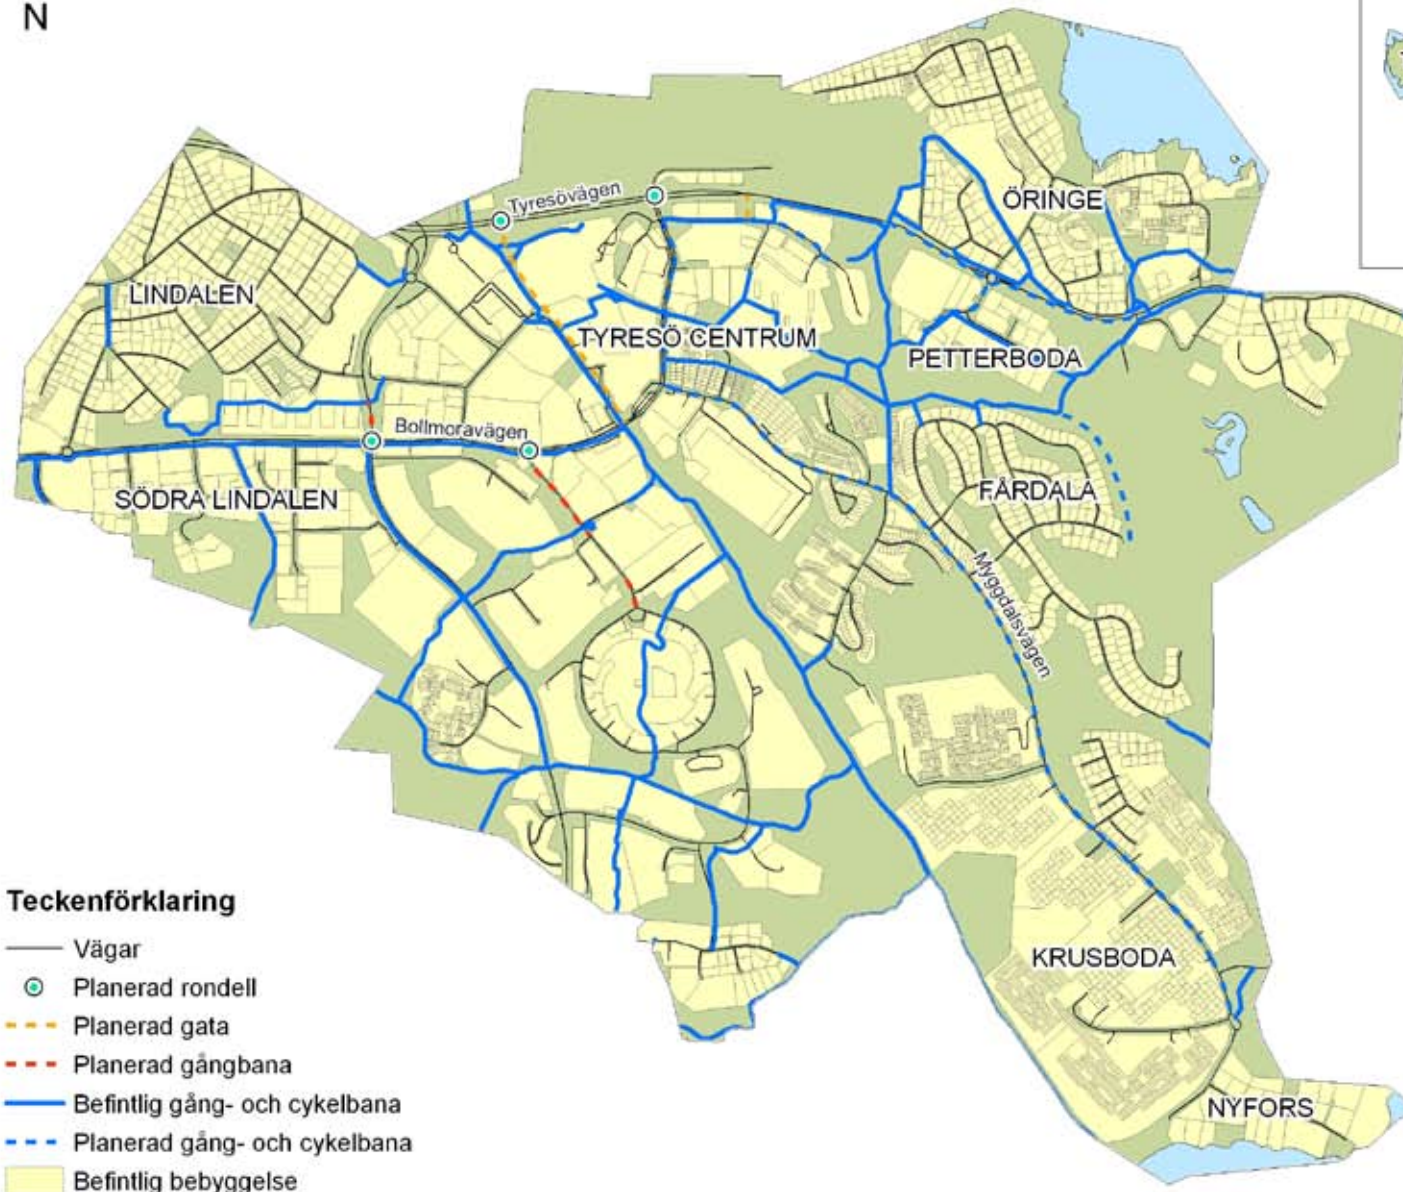 N
Tyresövägen
ÖRINGE
LINDALEN
TYRESÖ CENTRUM
PETTERBODA
Bollmoravägen
SÖDRA LINDALEN
FÅRDALA
Myggdalsvägen
KRUSBODA
NYFORS
Teckenförklaring
Vägar
Planerad rondell
Planerad gata
Planerad gångbana
Befintlig gång- och cykelbana
Planerad gång- och cykelbana
Befintlig bebyggelse